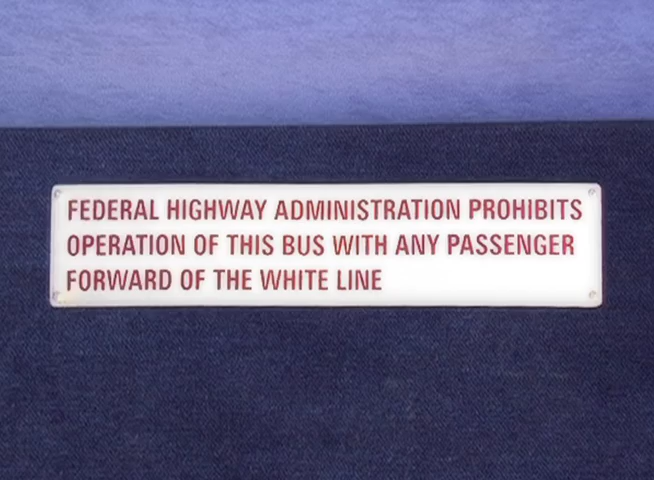 FEDERAL HIGHWAY ADMINISTRATION PROHIBITS
OPERATION OF THIS BUS WITH ANY PASSENGER
FORWARD OF THE WHITE LINE